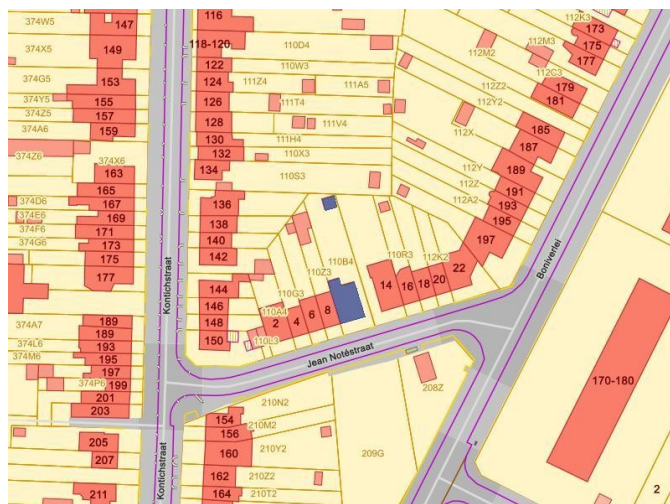 374W5
147
116
112K3
173
374X5
149
118-120
110D4
112M2
112M3
175
122
110W3
177
374G5
153
124
111Z4
111A5
112C3
179
374Y5
155
126
111T4
112Z2
112Y2
181
374Z5
157
128
111V4
185
374A6
159
130
111H4
112X
187
374Z6
132
110X3
374X6
163
134
110S3
112Y
189
165
112Z
191
374D6
167
136
112A2
193
374E6
169
138
195
374F6
171
140
197
374G6
173
142
110B4
110R3
112K2
175
110Z3
22
177
Kontichstraat
144
110G3
14
16
18
20
Boniverlei
146
110A4
2
4
6
8
374A7
189
148
374L6
189
193
150
110L3
374M6
195
Jean Notéstraat
197
374P6
199
208Z
170-180
201
203
210N2
154
210M2
205
156
210Y2
209G
207
160
Kontichstraat
162
210Z2
211
164
210T2
2